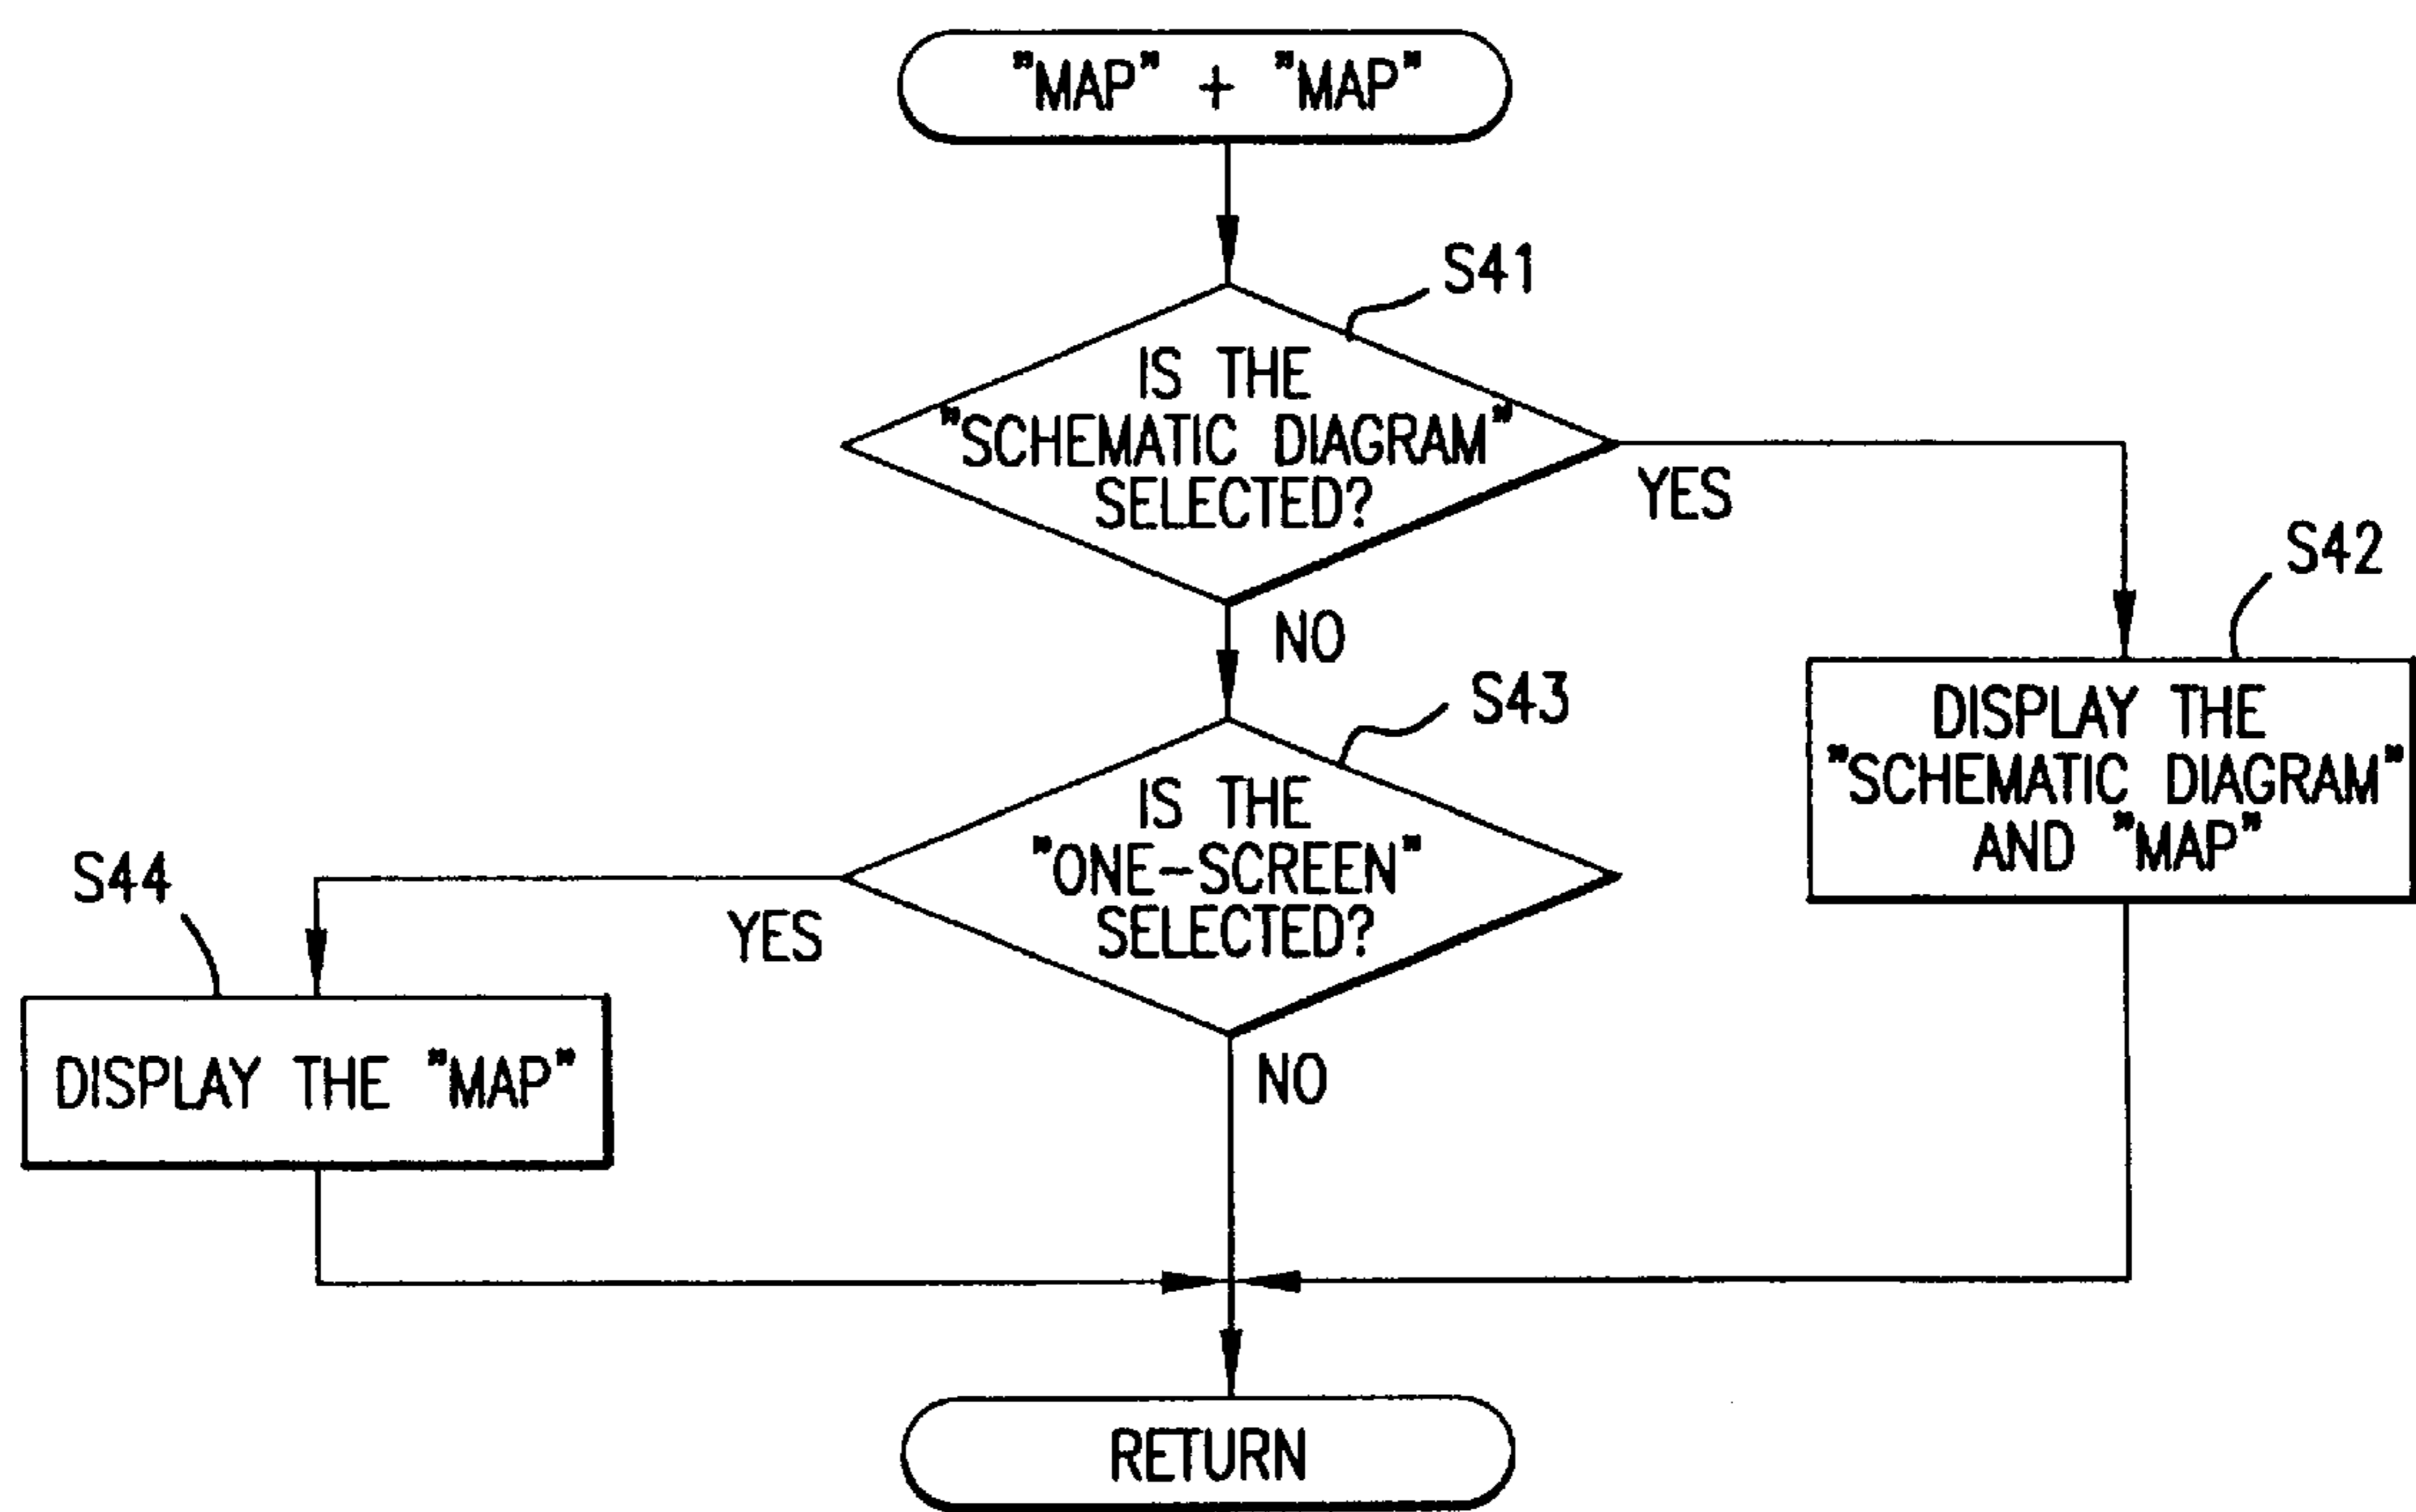 "MAP" + "MAP"
S41
IS THE
"SCHEMATIC DIAGRAM"
SELECTED?
YES
NO
S42
DISPLAY THE
"SCHEMATIC DIAGRAM"
AND "MAP"
S43
IS THE
"ONE-SCREEN"
SELECTED?
YES
NO
S44
DISPLAY THE "MAP"
RETURN